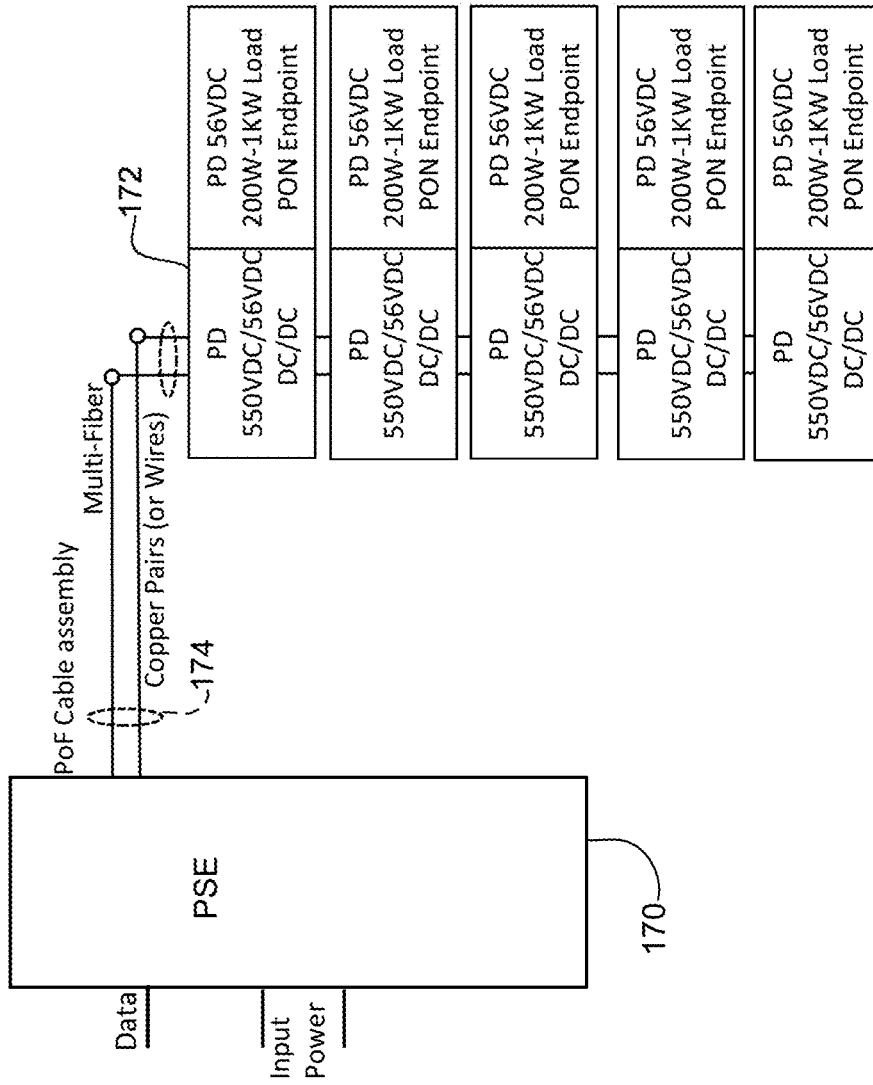 Data
Input
Power
PSE
170
PoF Cable assembly
Multi-Fiber
Copper Pairs (or Wires)
174
172
PD
550VDC/56VDC
DC/DC
PD 56VDC
200W-1KW Load
PON Endpoint
PD
550VDC/56VDC
DC/DC
PD 56VDC
200W-1KW Load
PON Endpoint
PD
550VDC/56VDC
DC/DC
PD 56VDC
200W-1KW Load
PON Endpoint
PD
550VDC/56VDC
DC/DC
PD 56VDC
200W-1KW Load
PON Endpoint
PD
550VDC/56VDC
DC/DC
PD 56VDC
200W-1KW Load
PON Endpoint